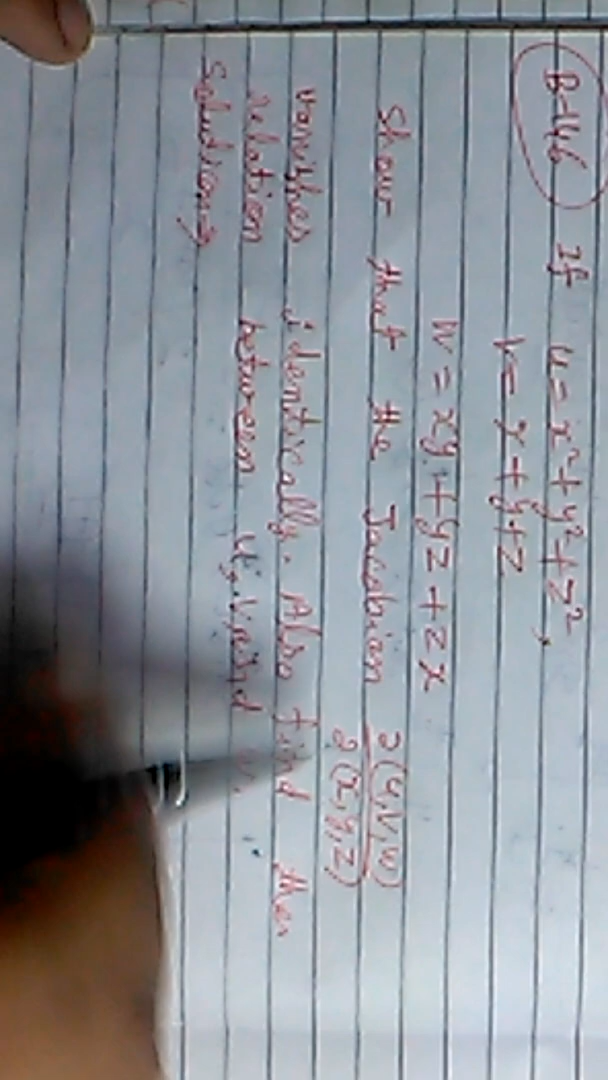 B-146 If u = x² + y² + z²,
v = x + y + z
w = xy + yz + zx
Show that the Jacobian ∂(u,v,w)/∂(x,y,z)
vanishes identically. Also find the
relation between u, v, and w.
Solution →